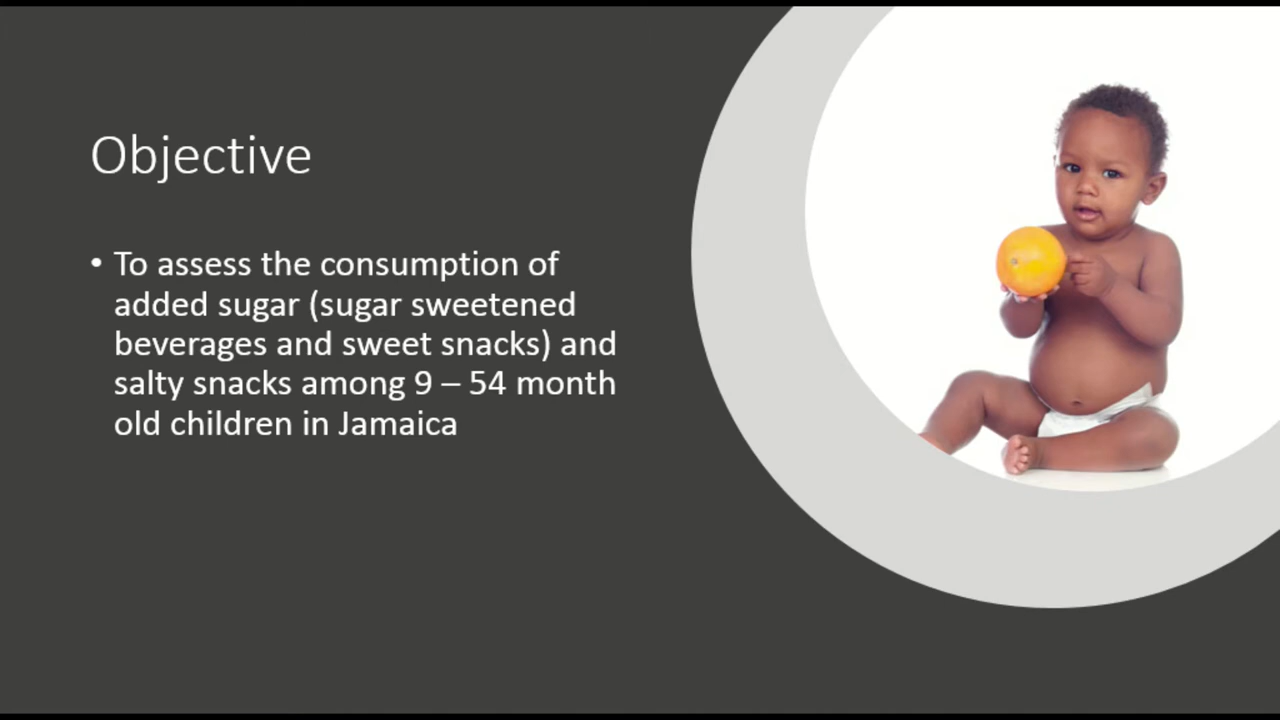 Objective
• To assess the consumption of
added sugar (sugar sweetened
beverages and sweet snacks) and
salty snacks among 9 – 54 month
old children in Jamaica